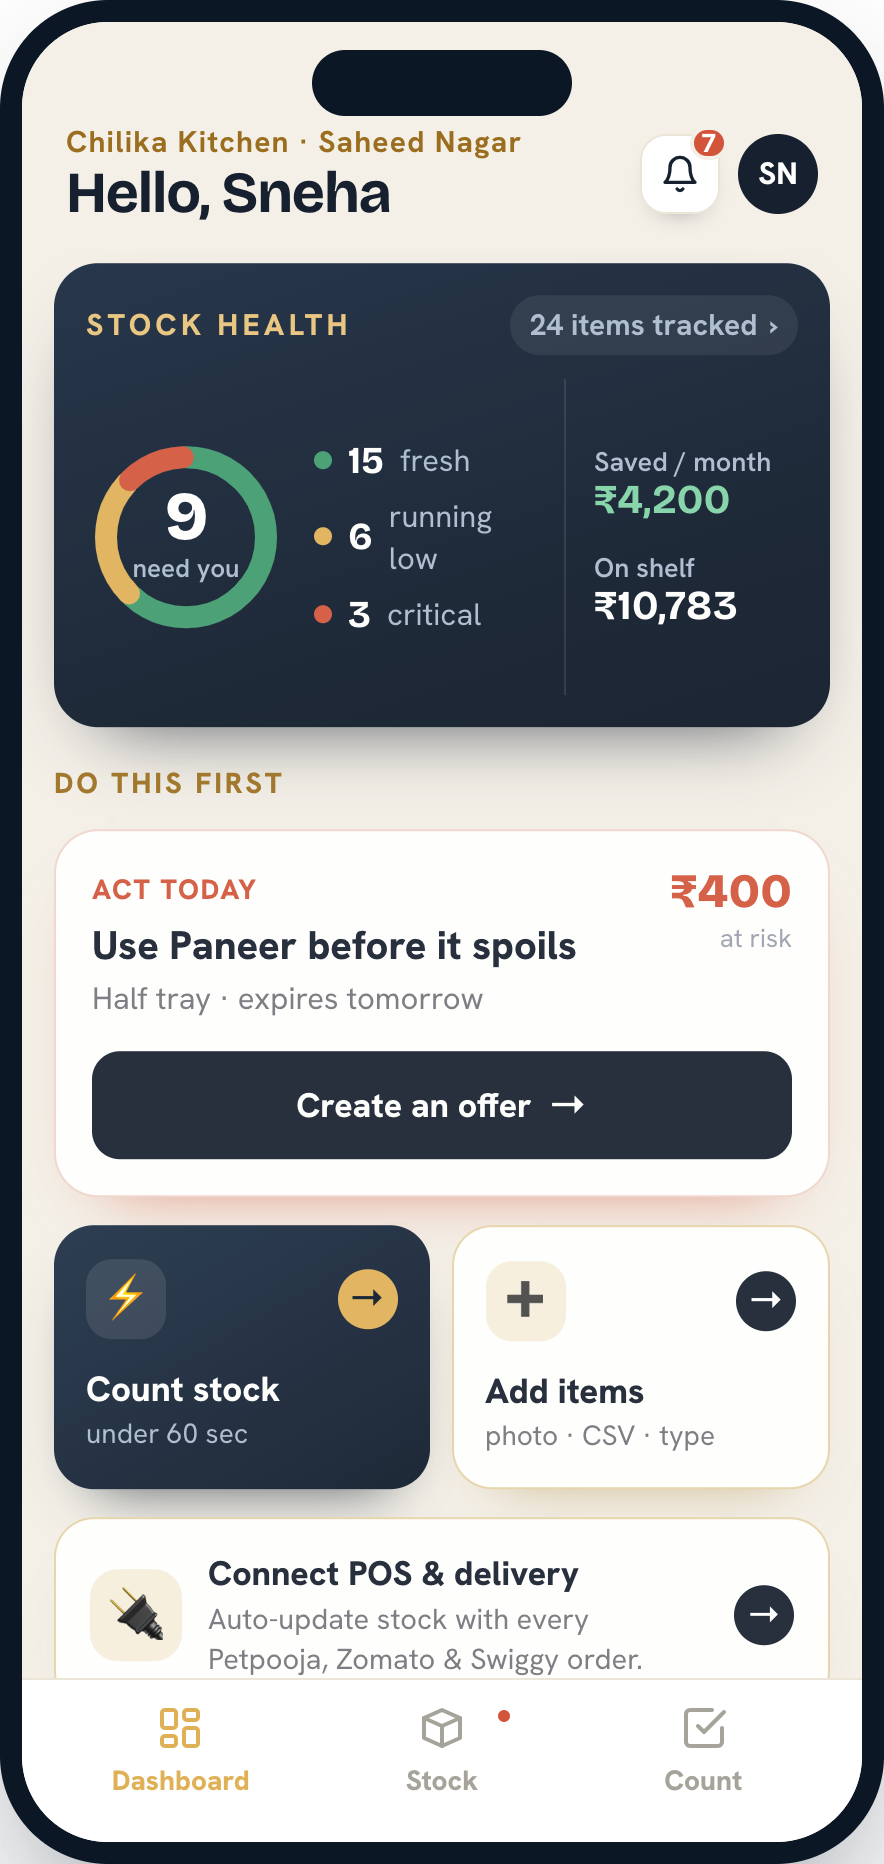 Chilika Kitchen · Saheed Nagar
Hello, Sneha
7
SN
STOCK HEALTH
24 items tracked ›
9
need you
15 fresh
6 running
low
3 critical
Saved / month
₹4,200
On shelf
₹10,783
DO THIS FIRST
ACT TODAY
₹400
at risk
Use Paneer before it spoils
Half tray · expires tomorrow
Create an offer →
→
Count stock
under 60 sec
→
Add items
photo · CSV · type
Connect POS & delivery
Auto-update stock with every
Petpooja, Zomato & Swiggy order.
→
Dashboard
Stock
Count